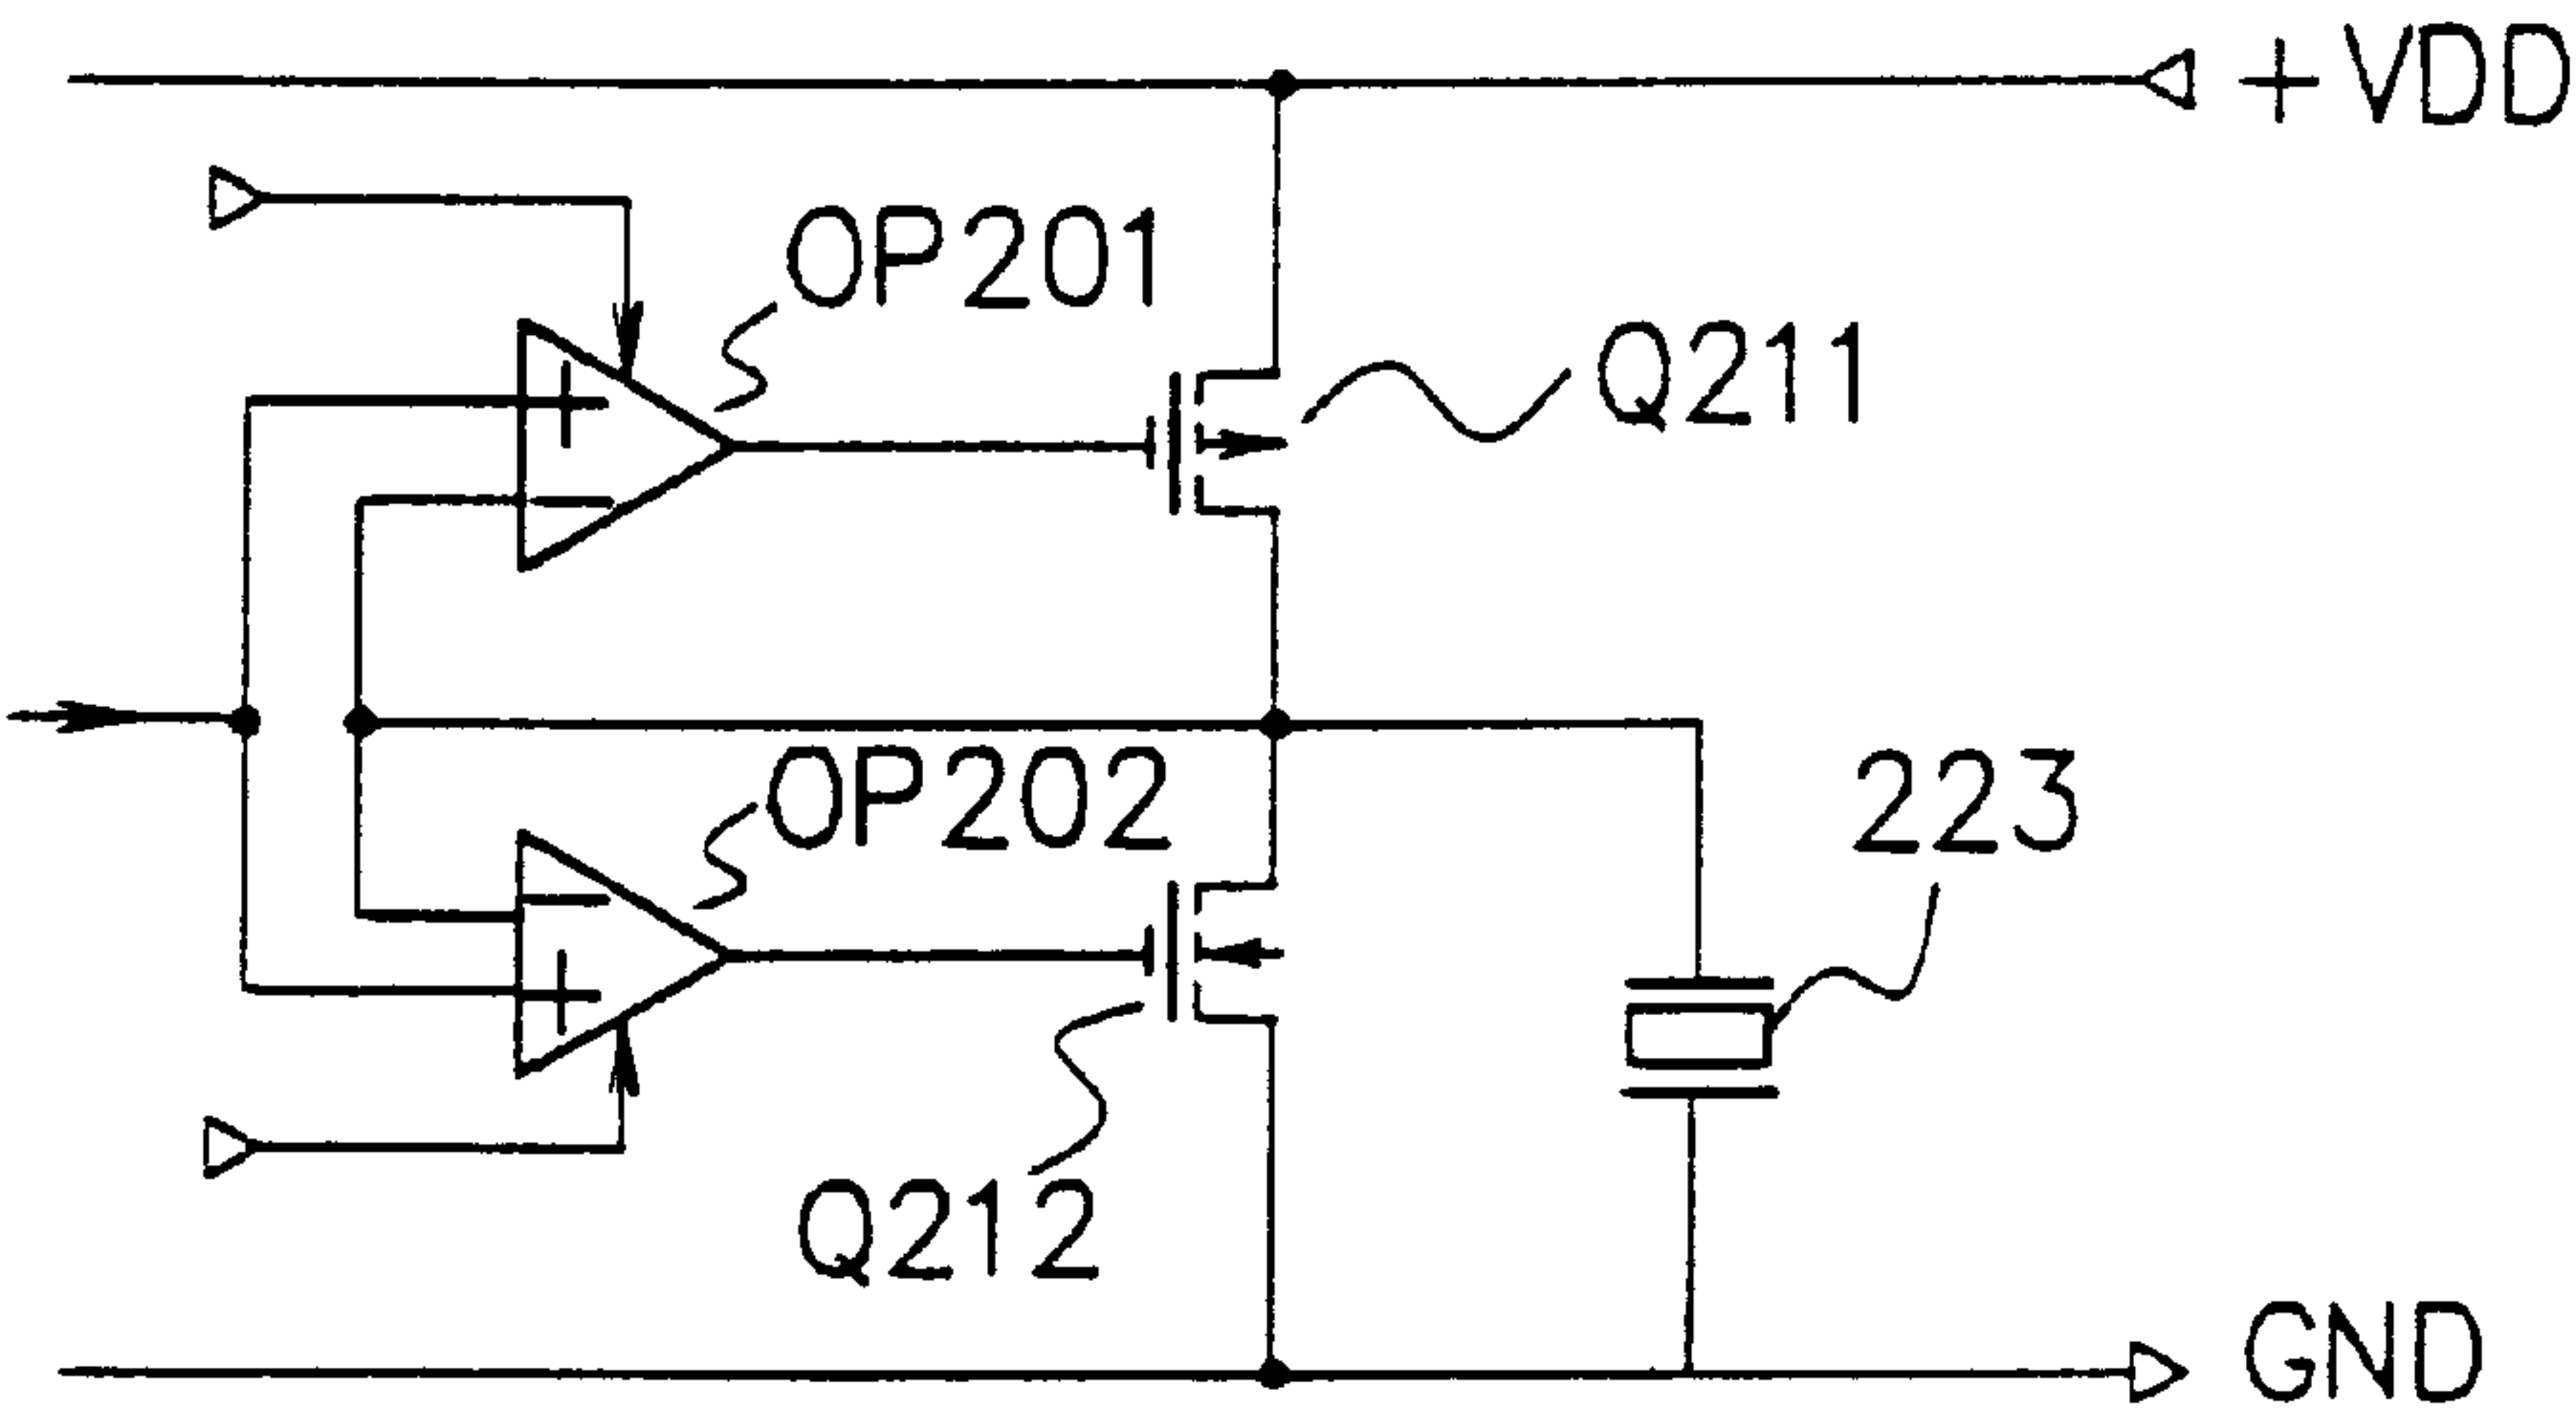 +VDD
OP201
Q211
+
−
OP202
223
−
+
Q212
GND